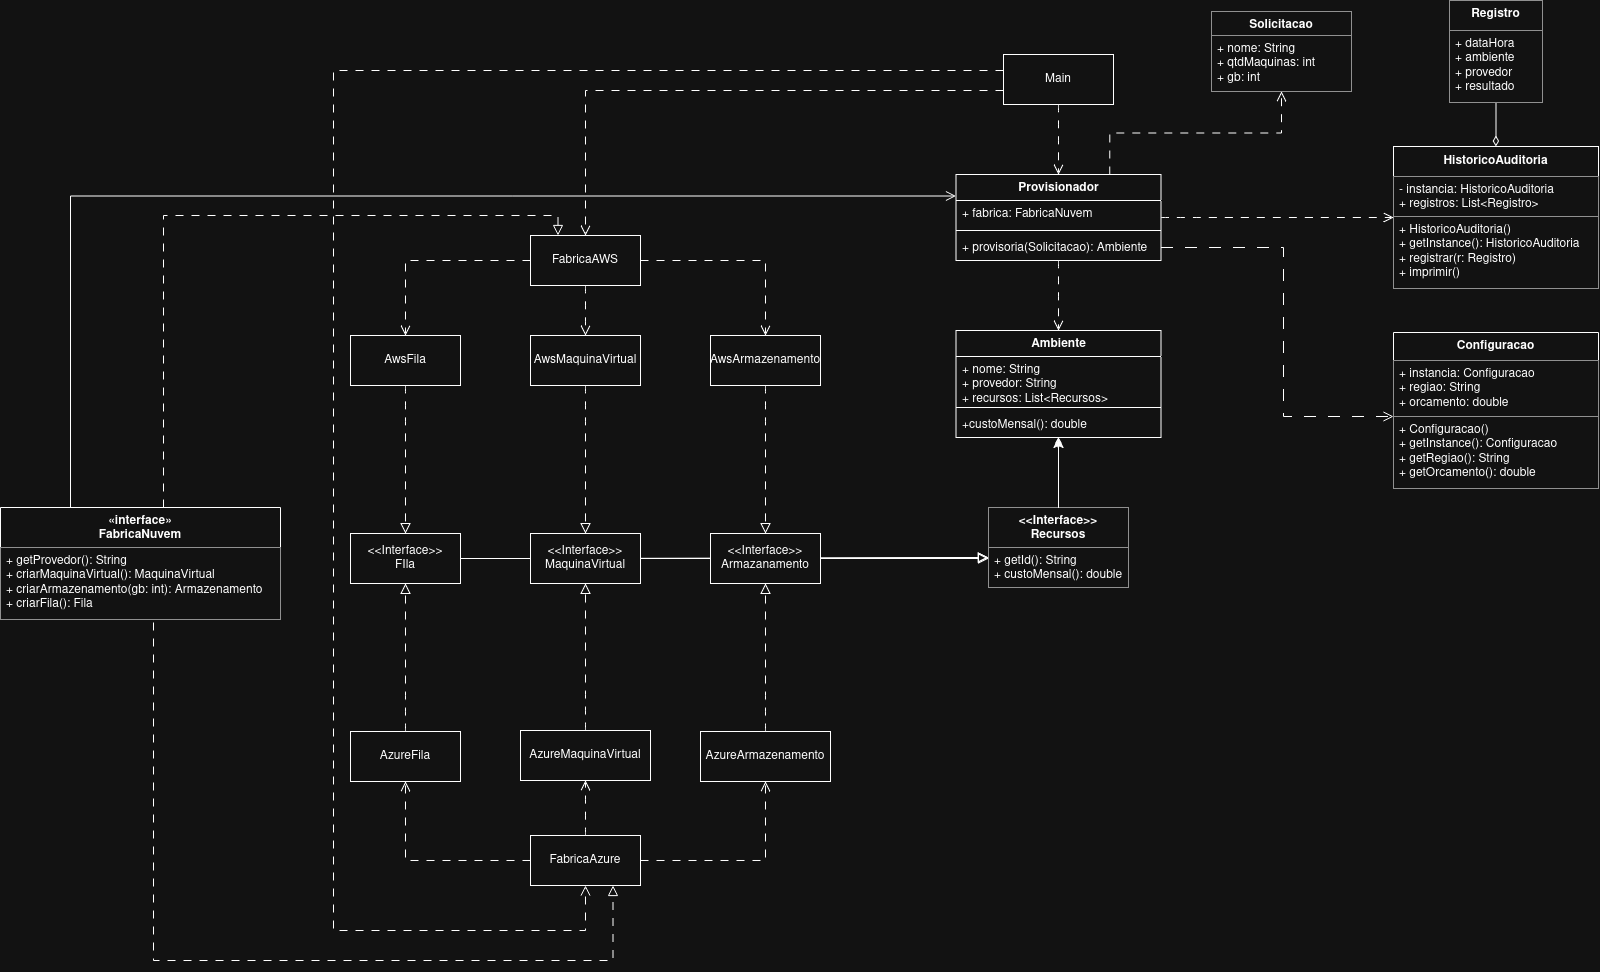 Registro
+ dataHora
+ ambiente
+ provedor
+ resultado
Solicitacao
+ nome: String
+ qtdMaquinas: int
+ gb: int
Main
HistoricoAuditoria
- instancia: HistoricoAuditoria
+ registros: List<Registro>
+ HistoricoAuditoria()
+ getInstance(): HistoricoAuditoria
+ registrar(r: Registro)
+ imprimir()
Provisionador
+ fabrica: FabricaNuvem
+ provisoria(Solicitacao): Ambiente
FabricaAWS
AwsFila
AwsMaquinaVirtual
AwsArmazenamento
Ambiente
+ nome: String
+ provedor: String
+ recursos: List<Recursos>
+custoMensal(): double
Configuracao
+ instancia: Configuracao
+ regiao: String
+ orcamento: double
+ Configuracao()
+ getInstance(): Configuracao
+ getRegiao(): String
+ getOrcamento(): double
«interface»
FabricaNuvem
+ getProvedor(): String
+ criarMaquinaVirtual(): MaquinaVirtual
+ criarArmazenamento(gb: int): Armazenamento
+ criarFila(): Fila
<<Interface>>
FIla
<<Interface>>
MaquinaVirtual
<<Interface>>
Armazanamento
<<Interface>>
Recursos
+ getId(): String
+ custoMensal(): double
AzureFila
AzureMaquinaVirtual
AzureArmazenamento
FabricaAzure